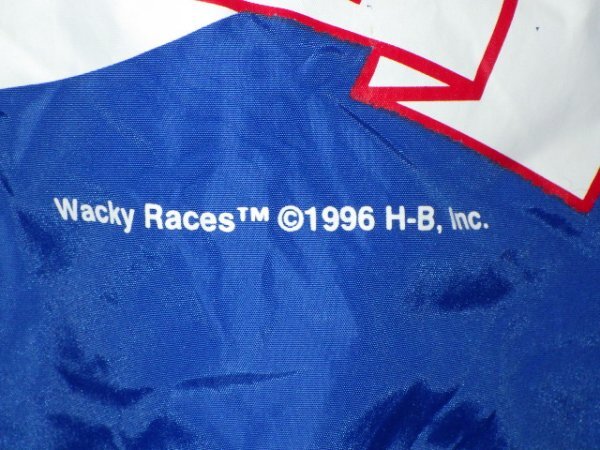 Wacky Races™ ©1996 H-B, Inc.